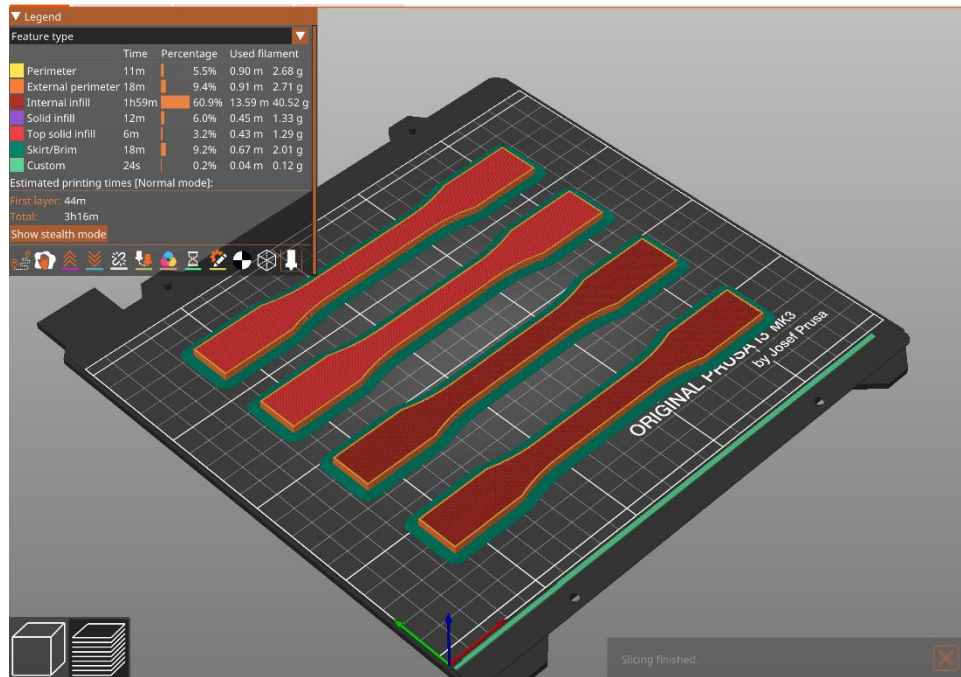 Legend
Feature type
Time Percentage Used filament
Perimeter 11m 5.5% 0.90 m 2.68 g
External perimeter 18m 9.4% 0.91 m 2.71 g
Internal infill 1h59m 60.9% 13.59 m 40.52 g
Solid infill 12m 6.0% 0.45 m 1.33 g
Top solid infill 6m 3.2% 0.43 m 1.29 g
Skirt/Brim 18m 9.2% 0.67 m 2.01 g
Custom 24s 0.2% 0.04 m 0.12 g
Estimated printing times [Normal mode]:
First layer: 44m
Total: 3h16m
Show stealth mode
ORIGINAL PRUSA i3 MK3
by Josef Prusa
Slicing finished.